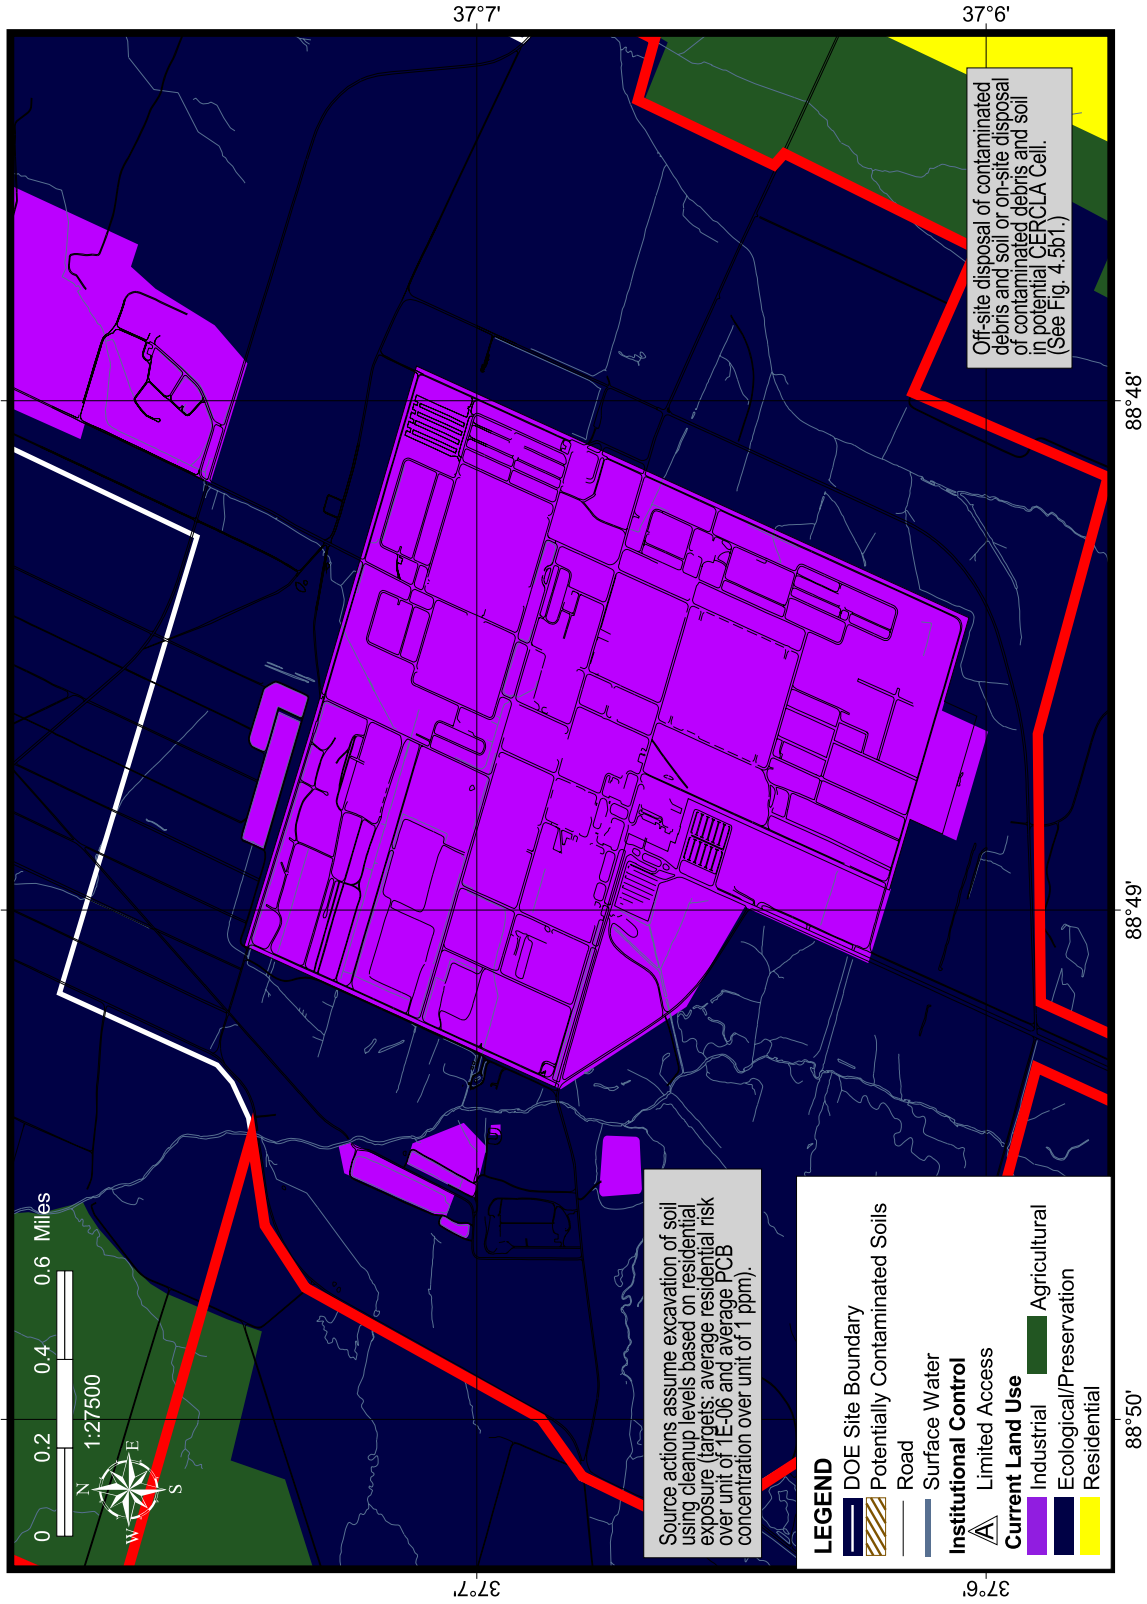 37°7'
37°6'
88°48'
88°49'
88°50'
37°7'
37°6'
Off-site disposal of contaminated
debris and soil or on-site disposal
of contaminated debris and soil
in potential CERCLA Cell.
(See Fig. 4.5b1.)
0 0.2 0.4 0.6 Miles
1:27500
N
W E
S
Source actions assume excavation of soil
using cleanup levels based on residential
exposure (targets: average residential risk
over unit of 1E-06 and average PCB
concentration over unit of 1 ppm).
LEGEND
DOE Site Boundary
Potentially Contaminated Soils
Road
Surface Water
Institutional Control
A Limited Access
Current Land Use
Industrial Agricultural
Ecological/Preservation
Residential